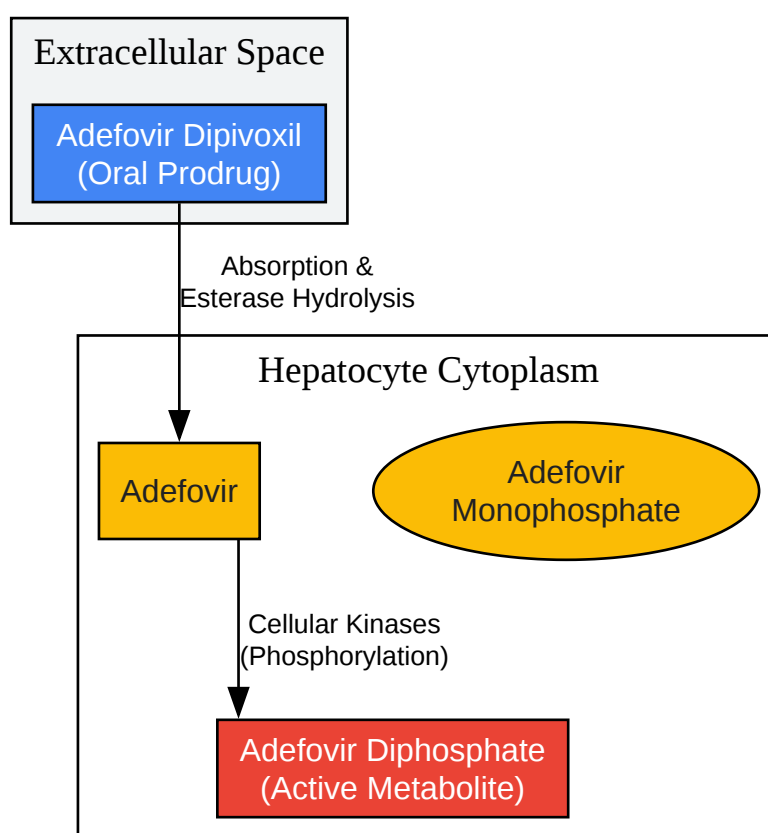 Extracellular Space
Adefovir Dipivoxil
(Oral Prodrug)
Absorption &
Esterase Hydrolysis
Hepatocyte Cytoplasm
Adefovir
Adefovir
Monophosphate
Cellular Kinases
(Phosphorylation)
Adefovir Diphosphate
(Active Metabolite)